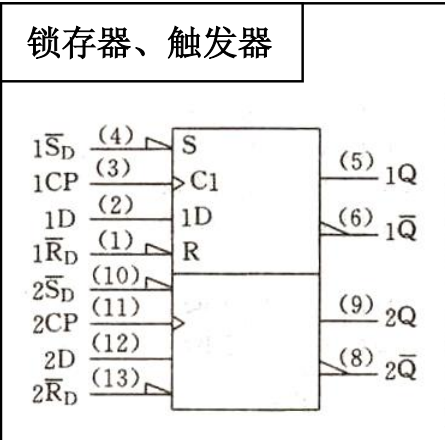 锁存器、触发器
1S̅D (4) S
1CP (3) C1 (5) 1Q
1D (2) 1D (6) 1Q̅
1R̅D (1) R
2S̅D (10)
2CP (11) (9) 2Q
2D (12) (8) 2Q̅
2R̅D (13)